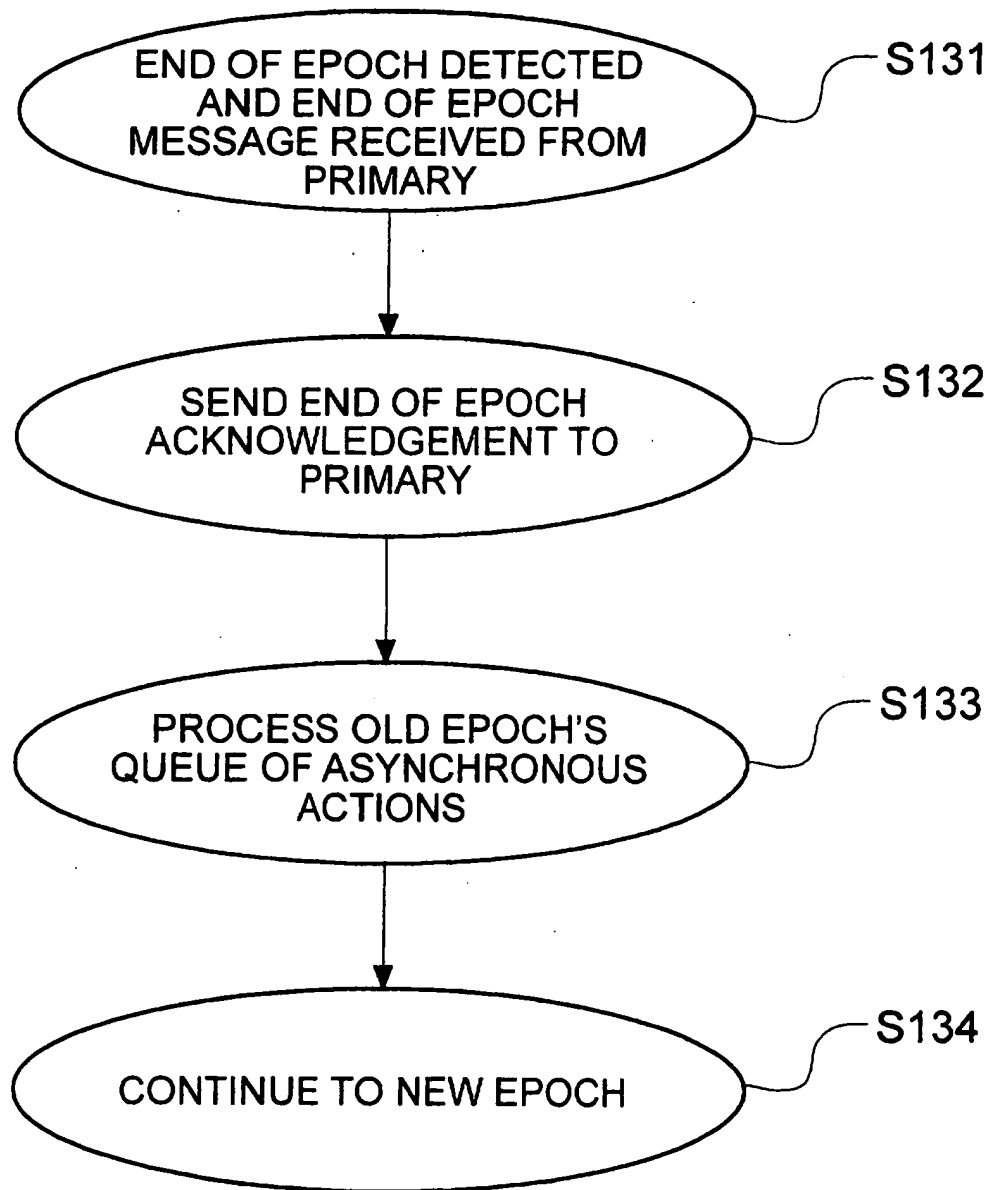 END OF EPOCH DETECTED
AND END OF EPOCH
MESSAGE RECEIVED FROM
PRIMARY
S131
SEND END OF EPOCH
ACKNOWLEDGEMENT TO
PRIMARY
S132
PROCESS OLD EPOCH'S
QUEUE OF ASYNCHRONOUS
ACTIONS
S133
CONTINUE TO NEW EPOCH
S134